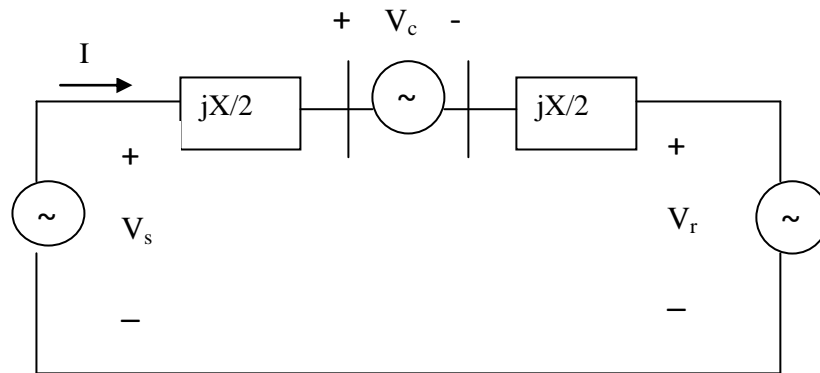 + V_c -
I
jX/2
~
jX/2
+
+
~
V_s
V_r
~
–
–